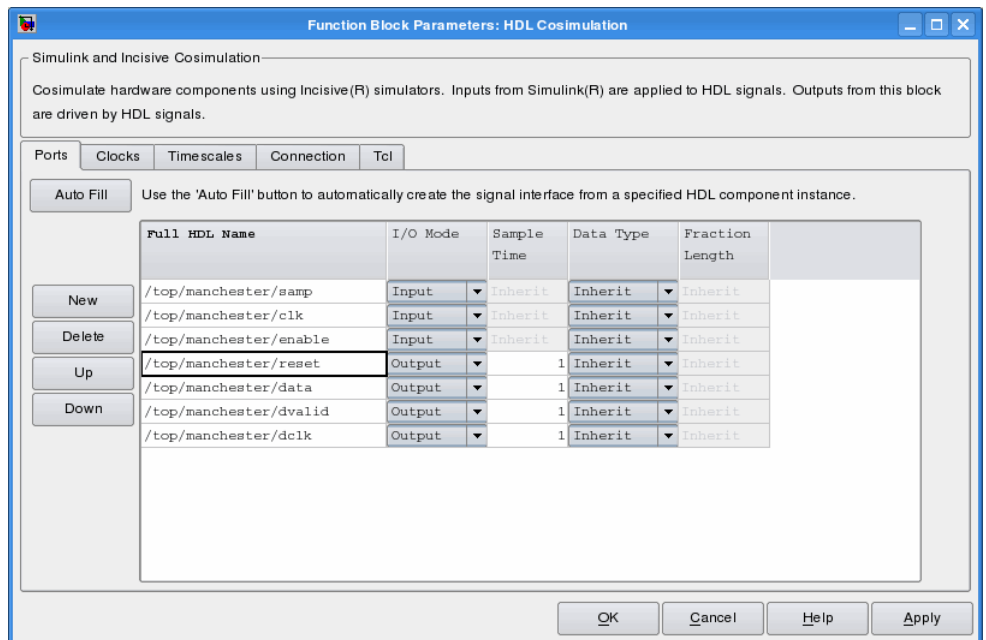 Function Block Parameters: HDL Cosimulation
Simulink and Incisive Cosimulation
Cosimulate hardware components using Incisive(R) simulators. Inputs from Simulink(R) are applied to HDL signals. Outputs from this block
are driven by HDL signals.
Ports Clocks Timescales Connection Tcl
Auto Fill Use the 'Auto Fill' button to automatically create the signal interface from a specified HDL component instance.
Full HDL Name I/O Mode Sample Time Data Type Fraction Length
New
Delete
Up
Down
/top/manchester/samp Input Inherit Inherit Inherit
/top/manchester/clk Input Inherit Inherit Inherit
/top/manchester/enable Input Inherit Inherit Inherit
/top/manchester/reset Output 1 Inherit Inherit
/top/manchester/data Output 1 Inherit Inherit
/top/manchester/dvalid Output 1 Inherit Inherit
/top/manchester/dclk Output 1 Inherit Inherit
OK Cancel Help Apply